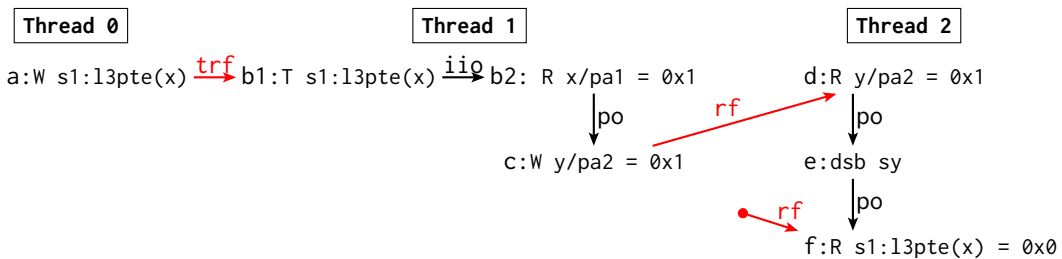 Thread 0 Thread 1 Thread 2
a:W s1:l3pte(x) trf b1:T s1:l3pte(x) iio b2: R x/pa1 = 0x1 d:R y/pa2 = 0x1
po rf po
c:W y/pa2 = 0x1 e:dsb sy
rf po
f:R s1:l3pte(x) = 0x0